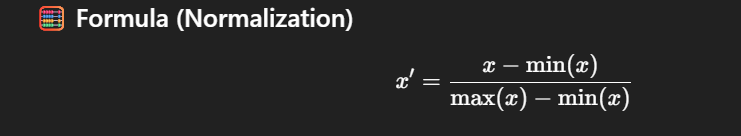 🧮 Formula (Normalization)
x′ = (x − min(x)) / (max(x) − min(x))